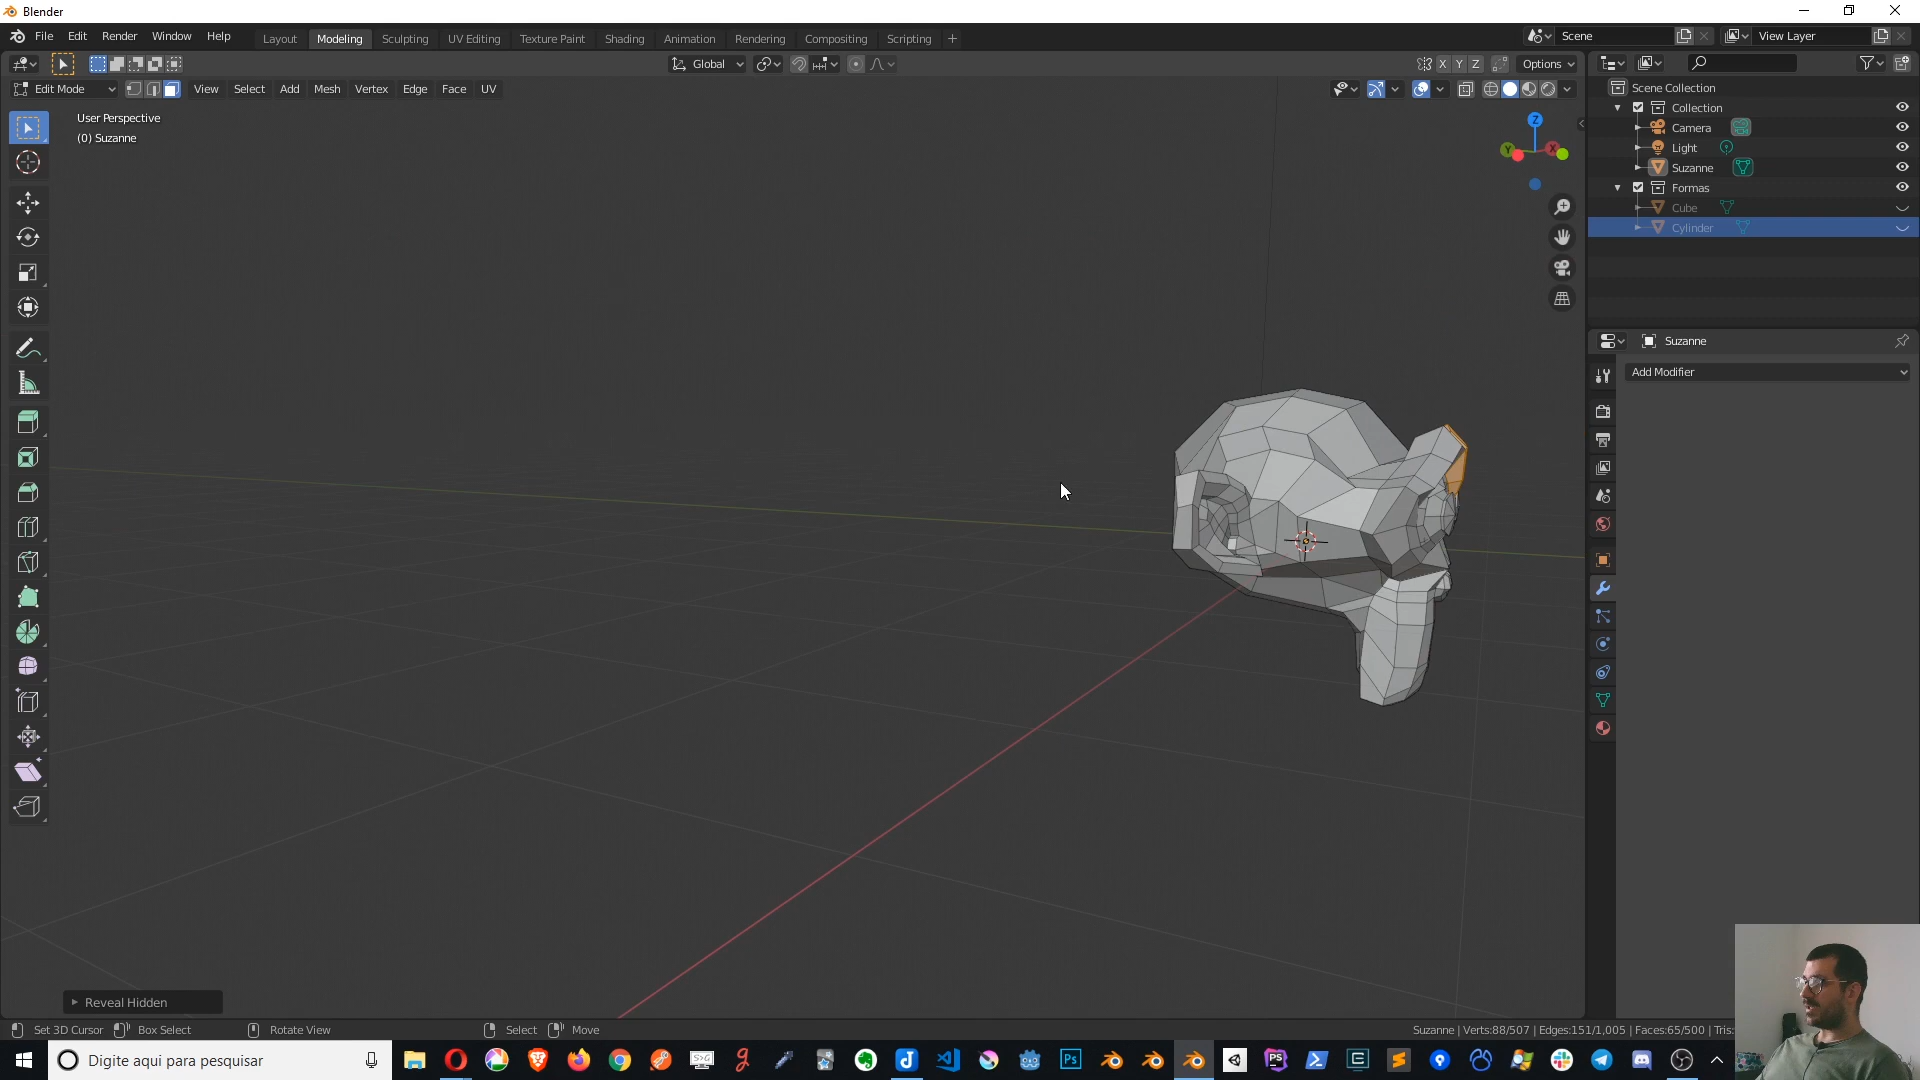 Blender
File Edit Render Window Help Layout Modeling Sculpting UV Editing Texture Paint Shading Animation Rendering Compositing Scripting Scene View Layer
Global X Y Z Options
Edit Mode View Select Add Mesh Vertex Edge Face UV
User Perspective
(0) Suzanne
Z
Y X
Scene Collection
Collection
Camera
Light
Suzanne
Formas
Cube
Cylinder
Suzanne
Add Modifier
Reveal Hidden
Set 3D Cursor Box Select Rotate View Select Move Suzanne | Verts:88/507 | Edges:151/1,005 | Faces:65/500 | Tris:
Digite aqui para pesquisar